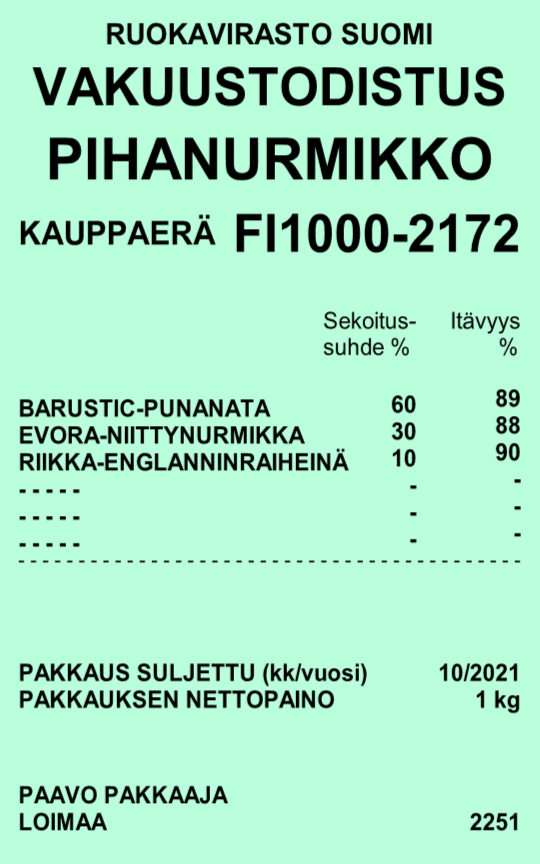 RUOKAVIRASTO SUOMI
VAKUUSTODISTUS
PIHANURMIKKO
KAUPPAERÄ FI1000-2172
Sekoitus- Itävyys
suhde % %
BARUSTIC-PUNANATA 60 89
EVORA-NIITTYNURMIKKA 30 88
RIIKKA-ENGLANNINRAIHEINÄ 10 90
- - - - - - -
- - - - - - -
- - - - - - -
PAKKAUS SULJETTU (kk/vuosi) 10/2021
PAKKAUKSEN NETTOPAINO 1 kg
PAAVO PAKKAAJA
LOIMAA 2251